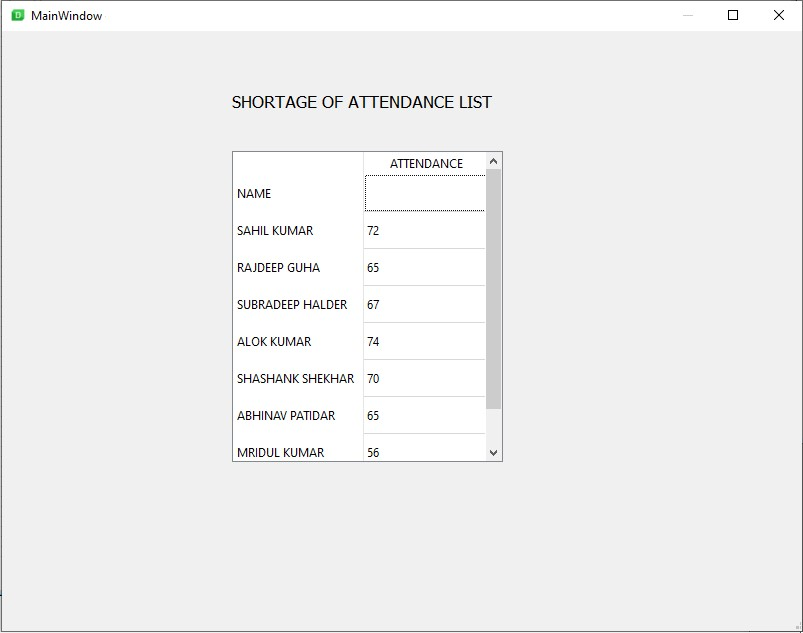 MainWindow
SHORTAGE OF ATTENDANCE LIST
ATTENDANCE
NAME
SAHIL KUMAR 72
RAJDEEP GUHA 65
SUBRADEEP HALDER 67
ALOK KUMAR 74
SHASHANK SHEKHAR 70
ABHINAV PATIDAR 65
MRIDUL KUMAR 56